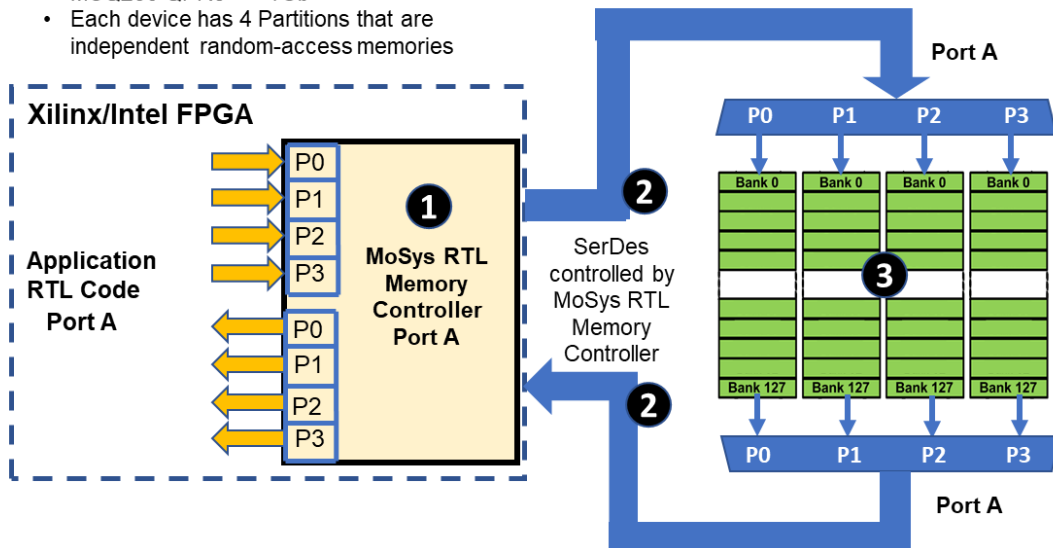 • Each device has 4 Partitions that are
independent random-access memories
Port A
Xilinx/Intel FPGA
P0 P1 P2 P3
P0
P1
P2
P3
1
MoSys RTL
Memory
Controller
Port A
2
Bank 0 Bank 0 Bank 0 Bank 0
Application
RTL Code
Port A
SerDes
controlled by
MoSys RTL
Memory
Controller
3
P0
P1
P2
P3
2
Bank 127 Bank 127 Bank 127 Bank 127
P0 P1 P2 P3
Port A